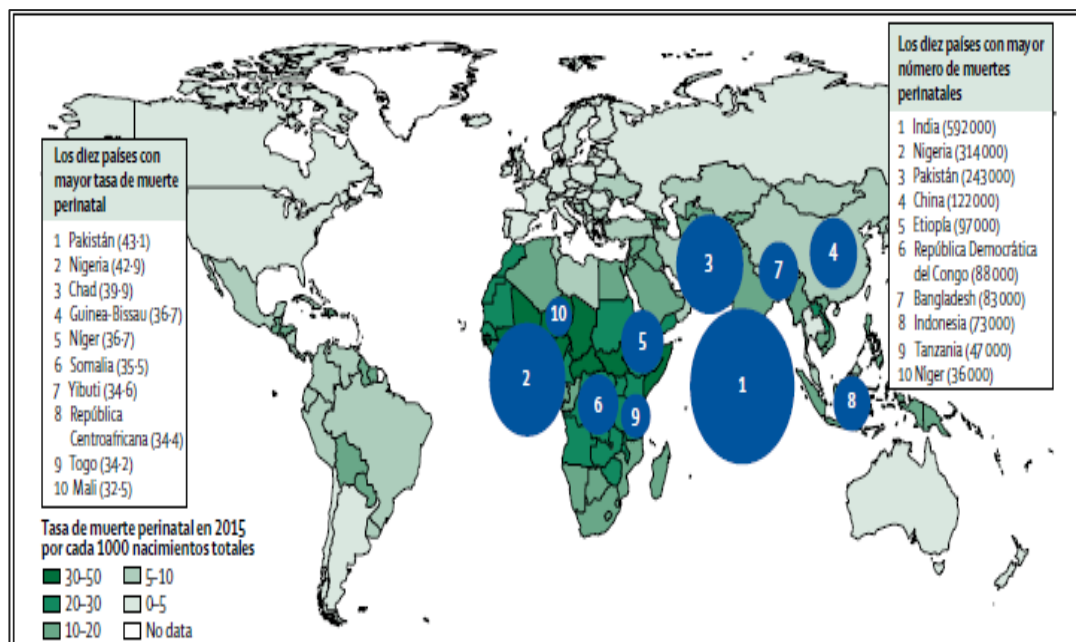 Los diez países con
mayor tasa de muerte
perinatal
1 Pakistán (43·1)
2 Nigeria (42·9)
3 Chad (39·9)
4 Guinea-Bissau (36·7)
5 Níger (36·7)
6 Somalia (35·5)
7 Yibuti (34·6)
8 República
Centroafricana (34·4)
9 Togo (34·2)
10 Mali (32·5)
Tasa de muerte perinatal en 2015
por cada 1000 nacimientos totales
30–50
20–30
10–20
5–10
0–5
No data
10
2
5
6
9
3
7
4
1
8
Los diez países con mayor
número de muertes
perinatales
1 India (592 000)
2 Nigeria (314 000)
3 Pakistán (243 000)
4 China (122 000)
5 Etiopía (97 000)
6 República Democrática
del Congo (88 000)
7 Bangladesh (83 000)
8 Indonesia (73 000)
9 Tanzania (47 000)
10 Niger (36 000)